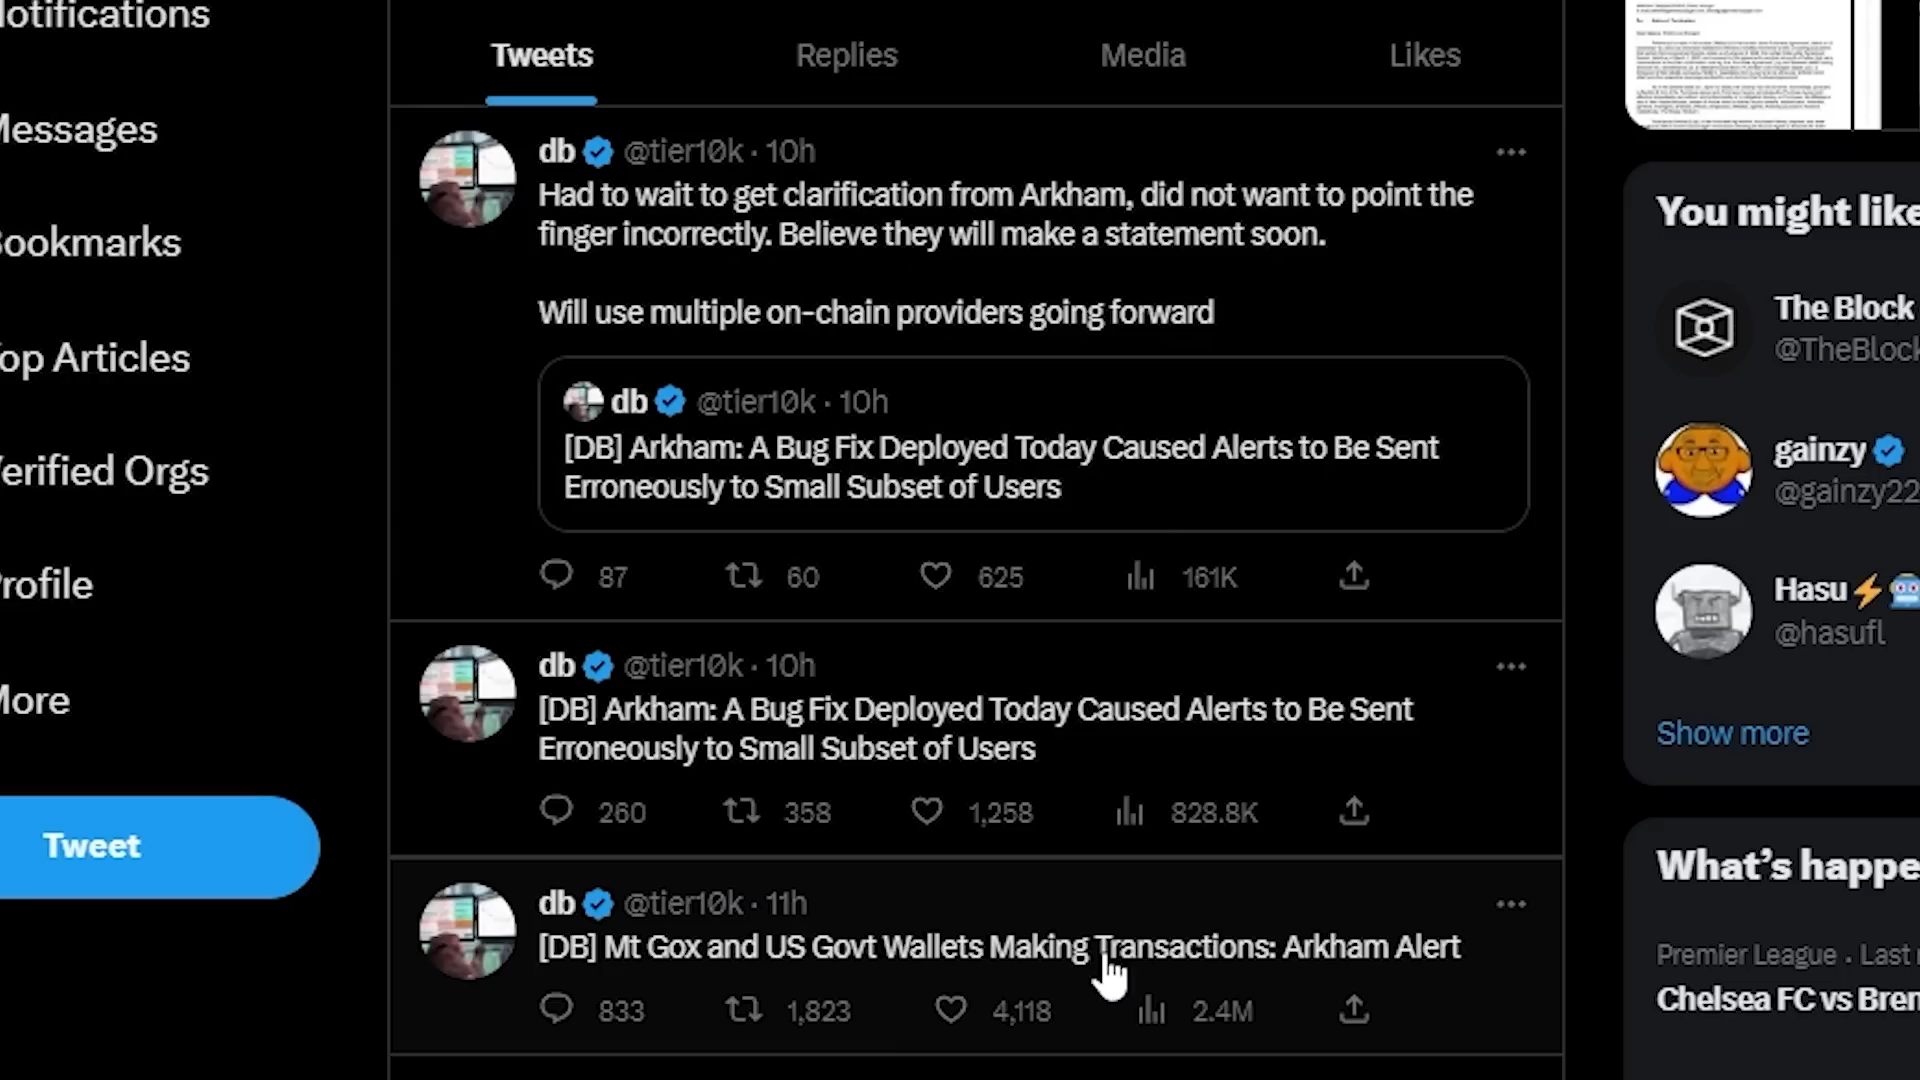 Tweets
Replies
Media
Likes
db @tier10k · 10h
Had to wait to get clarification from Arkham, did not want to point the
finger incorrectly. Believe they will make a statement soon.
Will use multiple on-chain providers going forward
db @tier10k · 10h
[DB] Arkham: A Bug Fix Deployed Today Caused Alerts to Be Sent
Erroneously to Small Subset of Users
87 60 625 161K
db @tier10k · 10h
[DB] Arkham: A Bug Fix Deployed Today Caused Alerts to Be Sent
Erroneously to Small Subset of Users
260 358 1,258 828.8K
db @tier10k · 11h
[DB] Mt Gox and US Govt Wallets Making Transactions: Arkham Alert
833 1,823 4,118 2.4M
otifications
Messages
Bookmarks
op Articles
Verified Orgs
rofile
More
Tweet
You might like
The Block
@TheBlock
gainzy
@gainzy22
Hasu
@hasufl
Show more
What's happe
Premier League · Last
Chelsea FC vs Bren